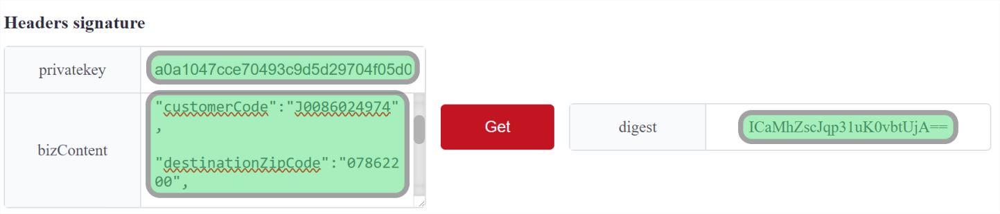 Headers signature
privatekey
a0a1047cce70493c9d5d29704f05d0
bizContent
"customerCode":"J0086024974"
,
"destinationZipCode":"078622
00",
Get
digest
ICaMhZscJqp31uK0vbtUjA==